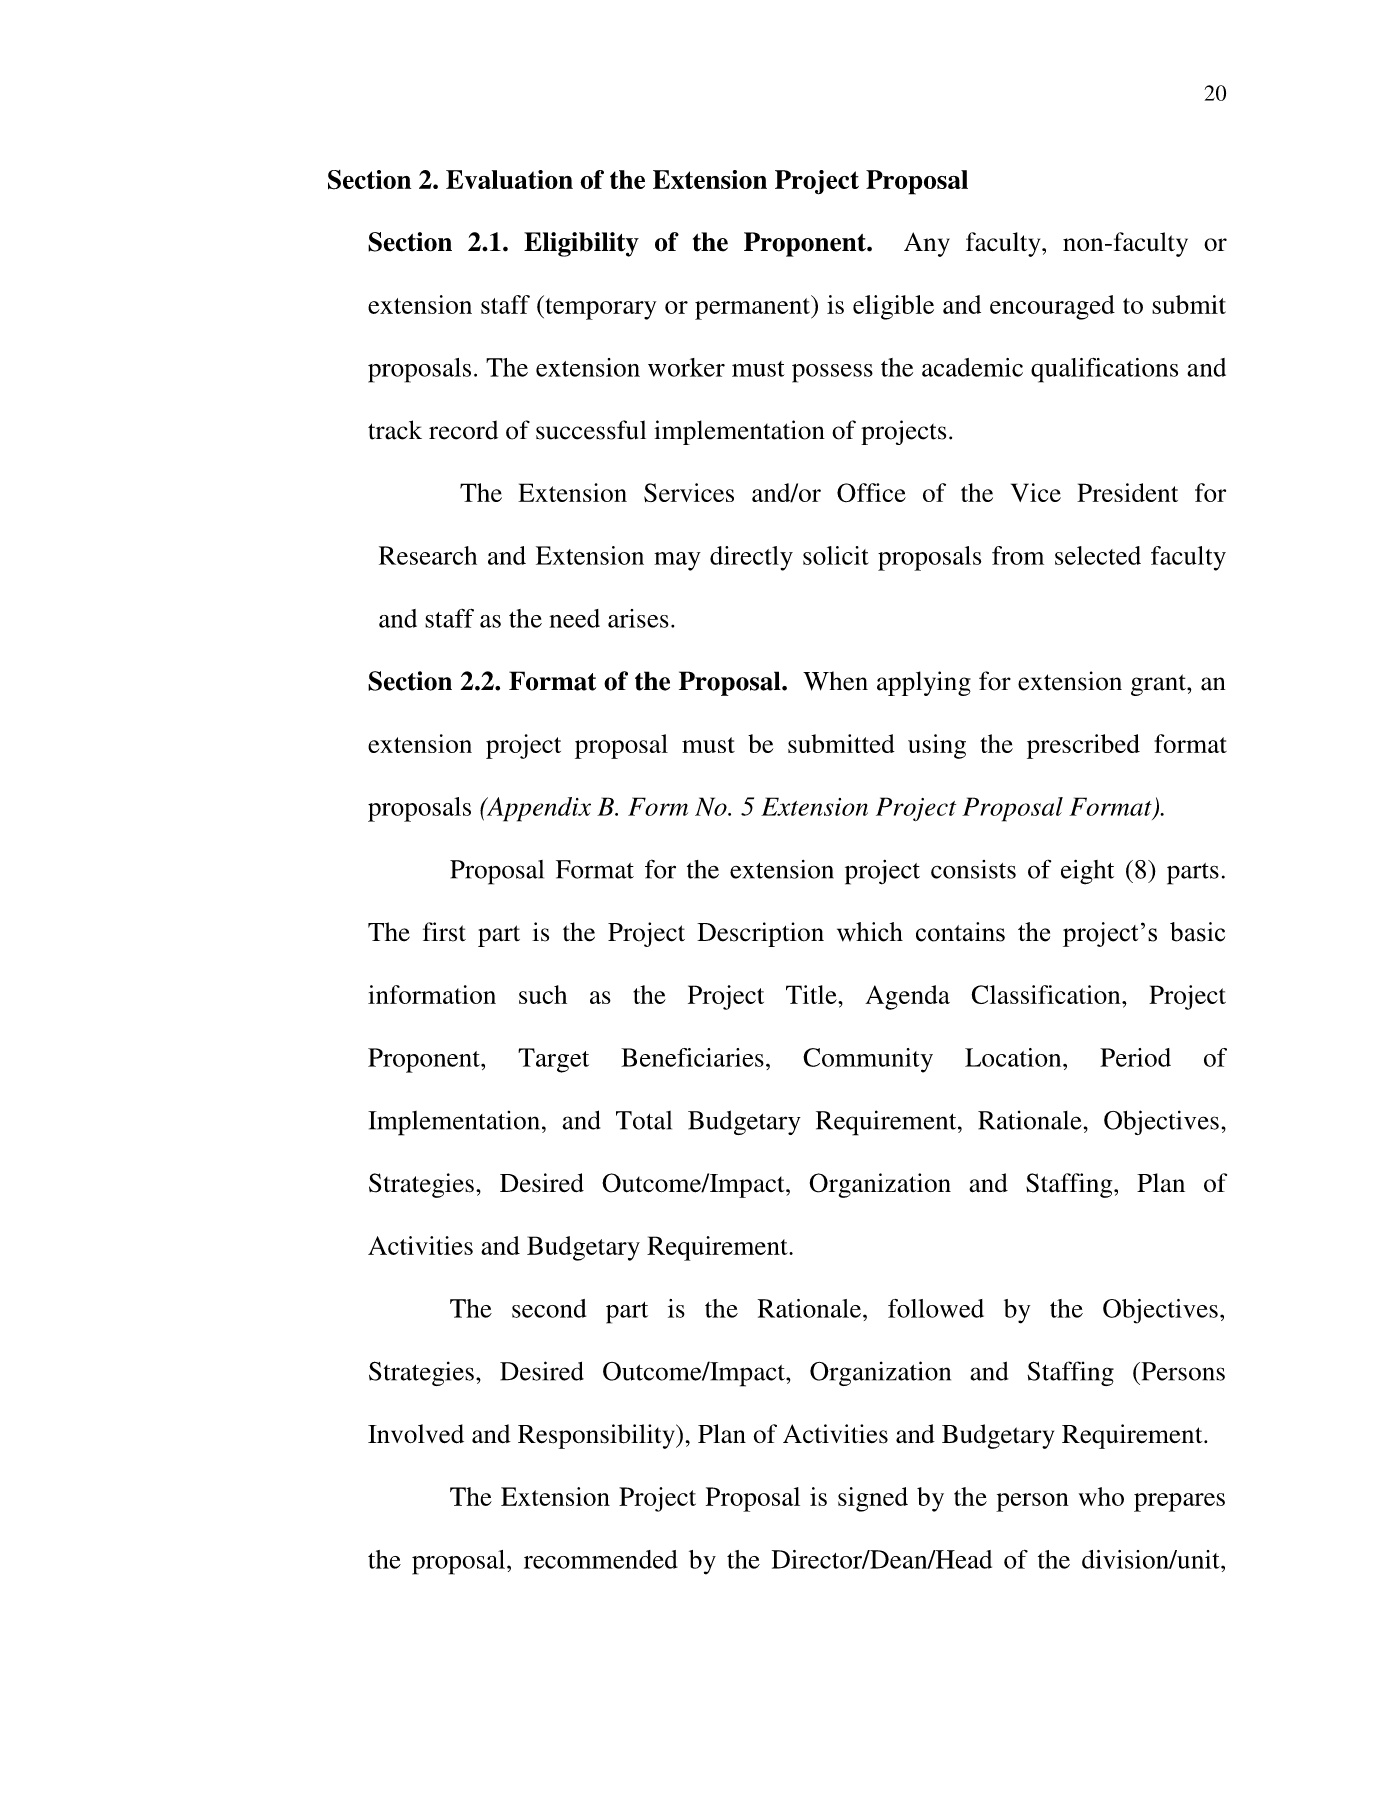 20
Section 2. Evaluation of the Extension Project Proposal
Section 2.1. Eligibility of the Proponent. Any faculty, non-faculty or
extension staff (temporary or permanent) is eligible and encouraged to submit
proposals. The extension worker must possess the academic qualifications and
track record of successful implementation of projects.
The Extension Services and/or Office of the Vice President for
Research and Extension may directly solicit proposals from selected faculty
and staff as the need arises.
Section 2.2. Format of the Proposal. When applying for extension grant, an
extension project proposal must be submitted using the prescribed format
proposals (Appendix B. Form No. 5 Extension Project Proposal Format).
Proposal Format for the extension project consists of eight (8) parts.
The first part is the Project Description which contains the project’s basic
information such as the Project Title, Agenda Classification, Project
Proponent, Target Beneficiaries, Community Location, Period of
Implementation, and Total Budgetary Requirement, Rationale, Objectives,
Strategies, Desired Outcome/Impact, Organization and Staffing, Plan of
Activities and Budgetary Requirement.
The second part is the Rationale, followed by the Objectives,
Strategies, Desired Outcome/Impact, Organization and Staffing (Persons
Involved and Responsibility), Plan of Activities and Budgetary Requirement.
The Extension Project Proposal is signed by the person who prepares
the proposal, recommended by the Director/Dean/Head of the division/unit,